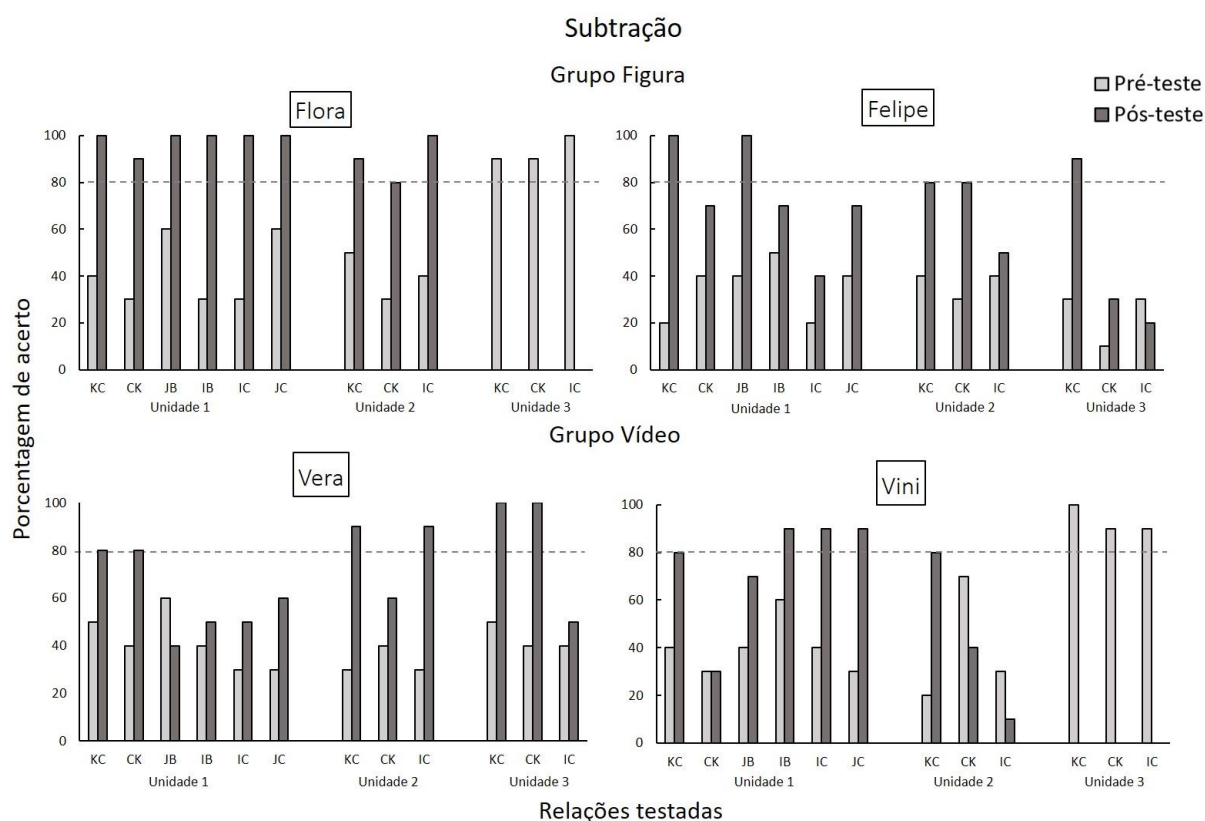 Subtração
Grupo Figura
Pré-teste
Pós-teste
Flora
Felipe
100
80
60
40
20
0
KC CK JB IB IC JC KC CK IC KC CK IC
Unidade 1 Unidade 2 Unidade 3
100
80
60
40
20
0
KC CK JB IB IC JC KC CK IC KC CK IC
Unidade 1 Unidade 2 Unidade 3
Porcentagem de acerto
Grupo Vídeo
Vera
Vini
100
80
60
40
20
0
KC CK JB IB IC JC KC CK IC KC CK IC
Unidade 1 Unidade 2 Unidade 3
100
80
60
40
20
0
KC CK JB IB IC JC KC CK IC KC CK IC
Unidade 1 Unidade 2 Unidade 3
Relações testadas